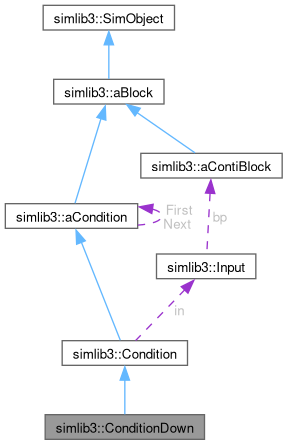 simlib3::SimObject
simlib3::aBlock
simlib3::aContiBlock
simlib3::aCondition
First
Next
bp
simlib3::Input
in
simlib3::Condition
simlib3::ConditionDown